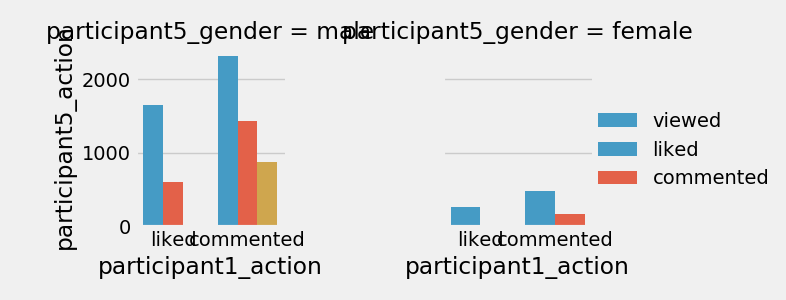 participant5_gender = male
participant5_gender = female
participant5_action
2000
1000
0
liked
commented
liked
commented
participant1_action
participant1_action
viewed
liked
commented